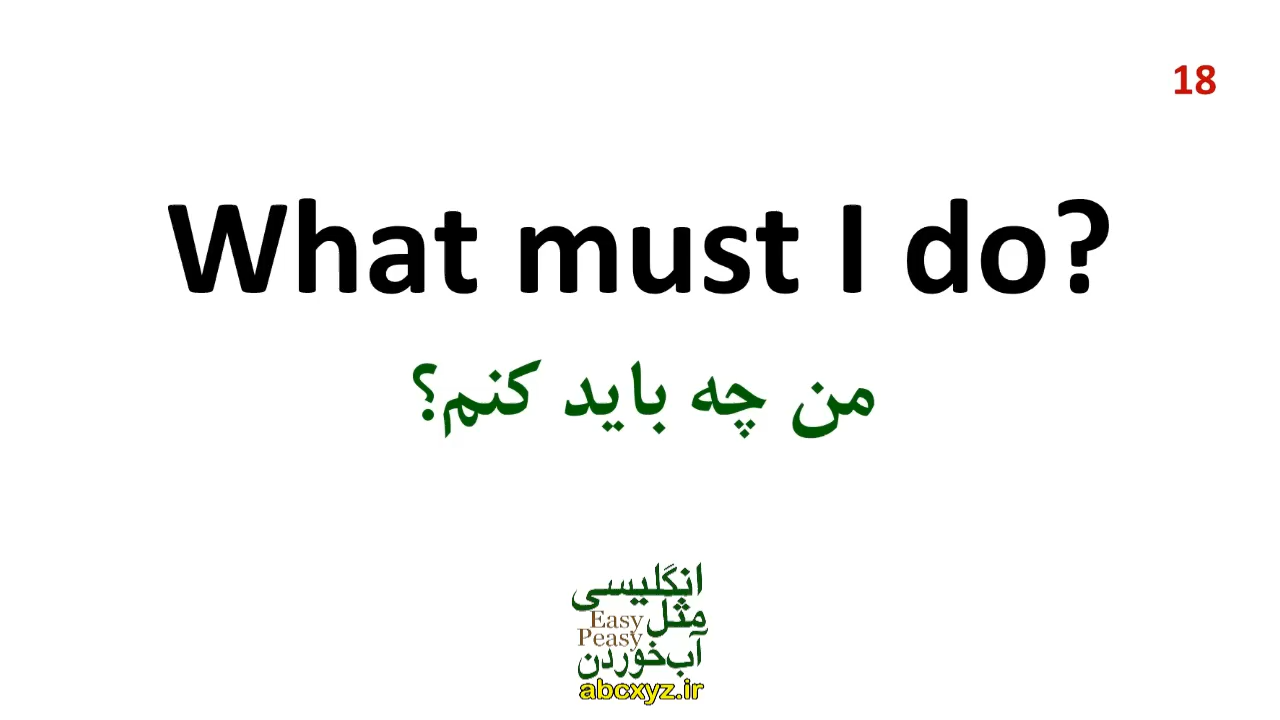 18
What must I do?
من چه باید کنم؟
انگلیسی
مثل
Easy
Peasy
آب‌خوردن
abcxyz.ir